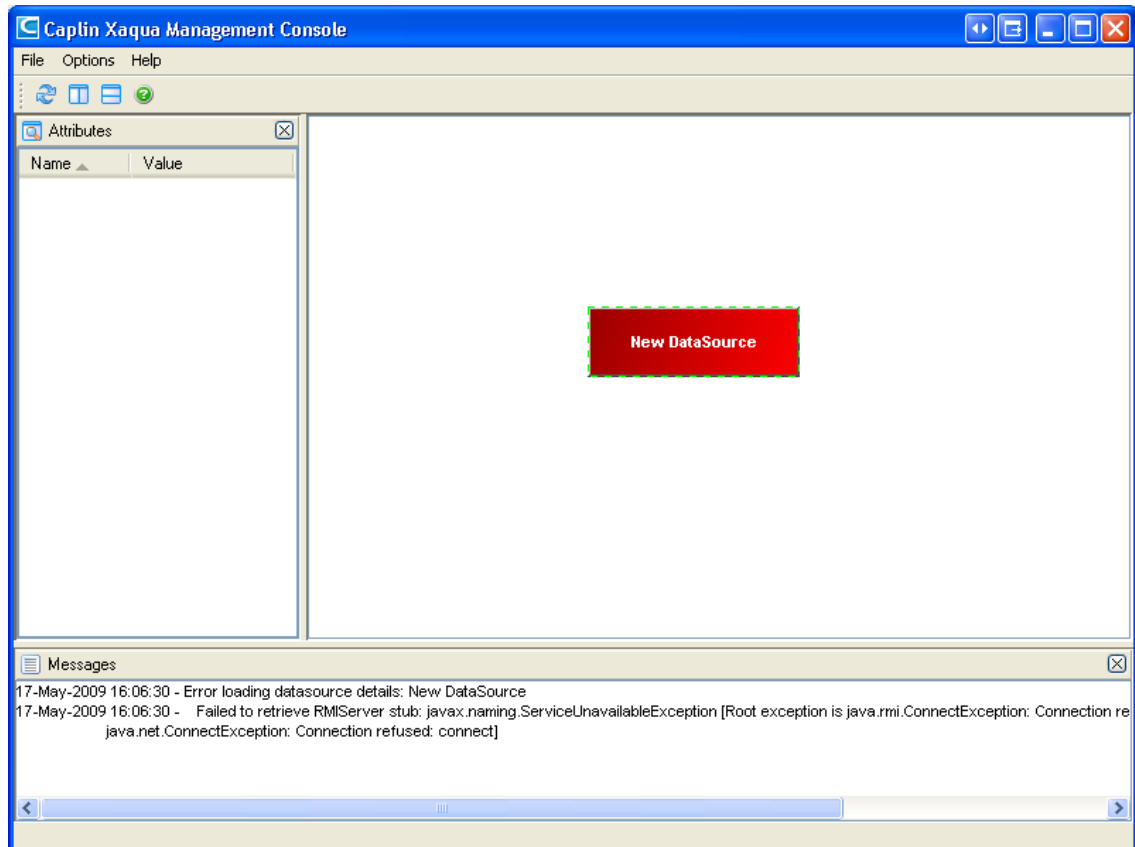 Caplin Xaqua Management Console
File Options Help
Attributes
Name Value
New DataSource
Messages
17-May-2009 16:06:30 - Error loading datasource details: New DataSource
17-May-2009 16:06:30 - Failed to retrieve RMIServer stub: javax.naming.ServiceUnavailableException [Root exception is java.rmi.ConnectException: Connection re
java.net.ConnectException: Connection refused: connect]